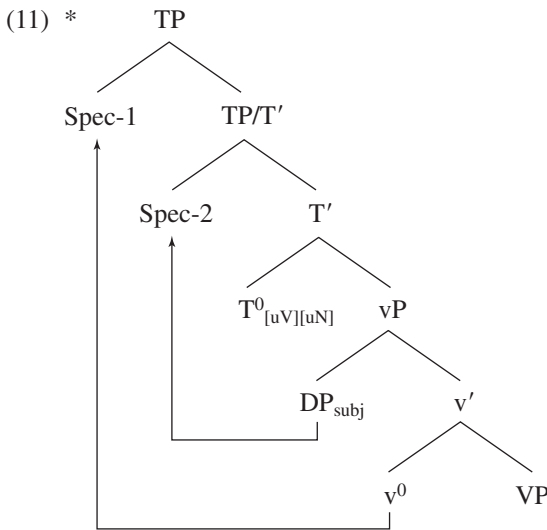 (11) * TP
Spec-1 TP/T′
Spec-2 T′
T⁰[uV][uN] vP
DPsubj v′
v⁰ VP